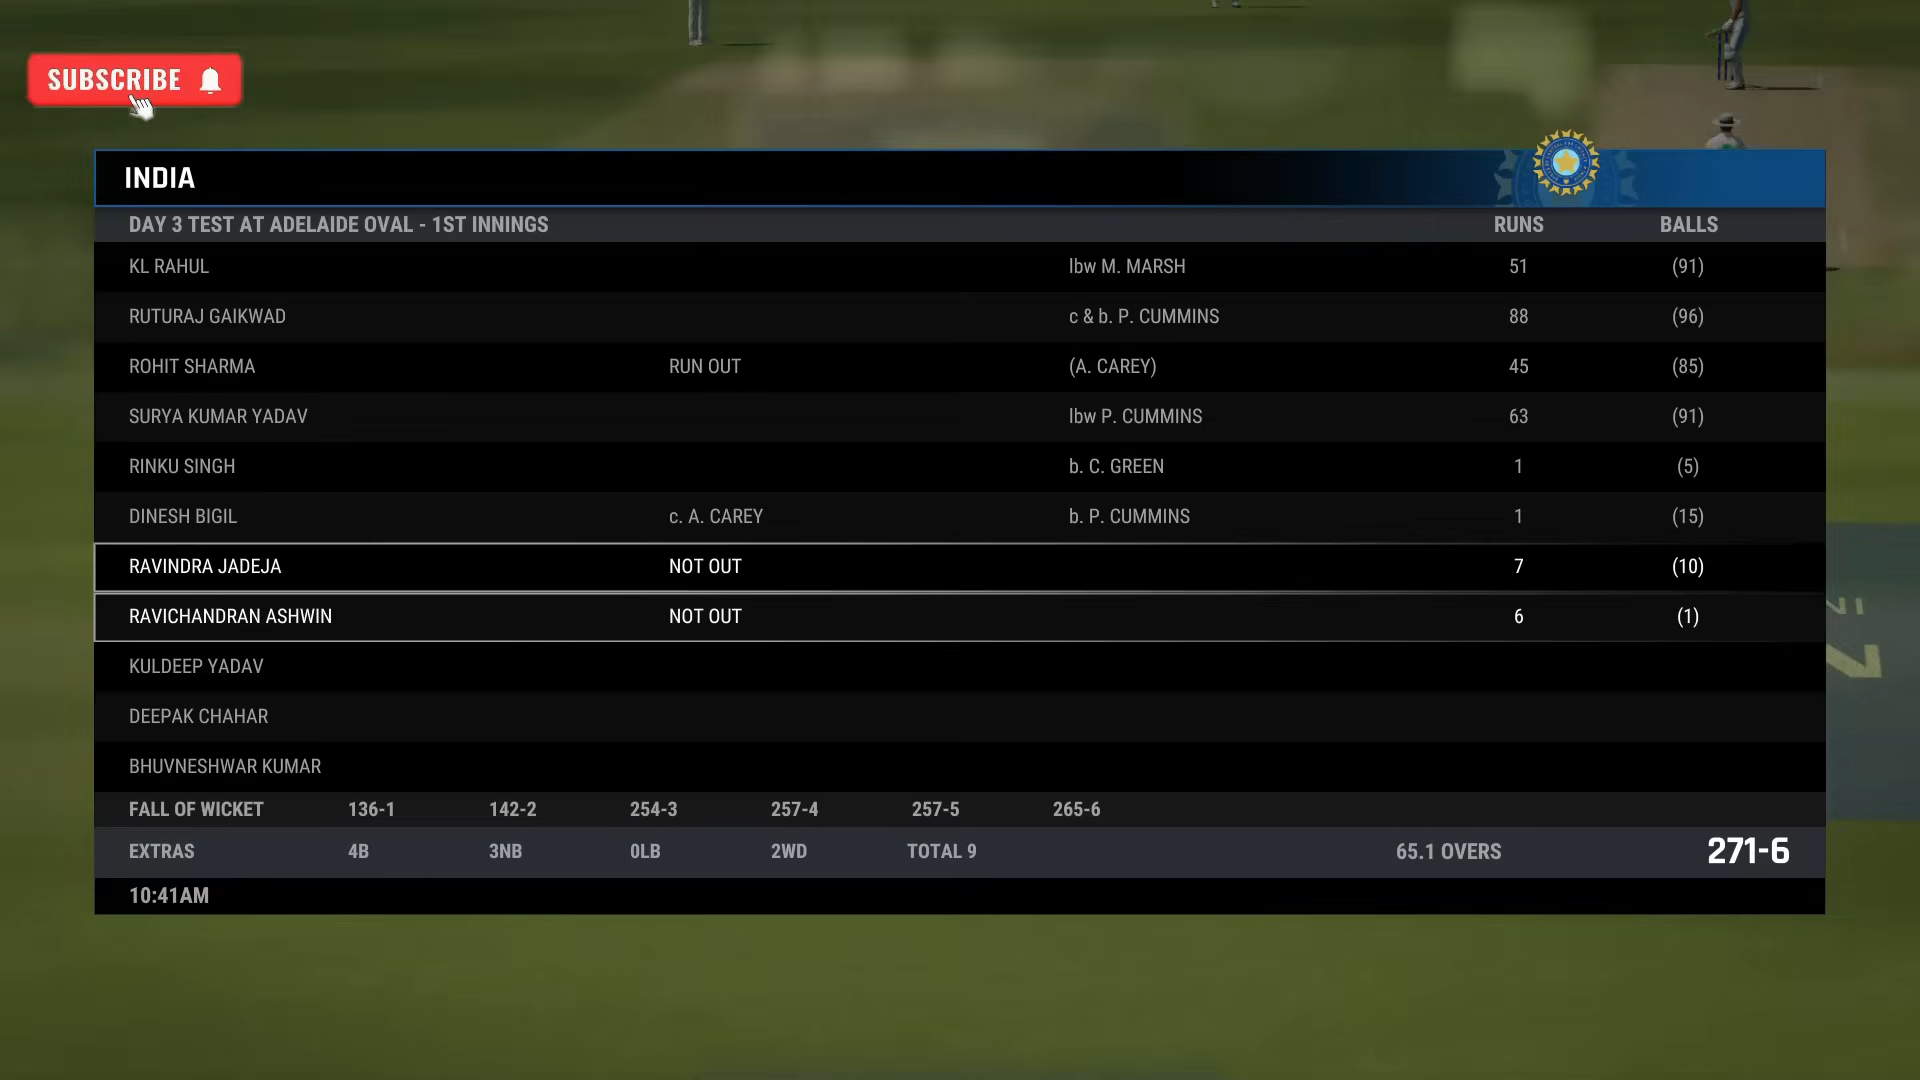 SUBSCRIBE
INDIA
DAY 3 TEST AT ADELAIDE OVAL - 1ST INNINGS RUNS BALLS
KL RAHUL lbw M. MARSH 51 (91)
RUTURAJ GAIKWAD c & b. P. CUMMINS 88 (96)
ROHIT SHARMA RUN OUT (A. CAREY) 45 (85)
SURYA KUMAR YADAV lbw P. CUMMINS 63 (91)
RINKU SINGH b. C. GREEN 1 (5)
DINESH BIGIL c. A. CAREY b. P. CUMMINS 1 (15)
RAVINDRA JADEJA NOT OUT 7 (10)
RAVICHANDRAN ASHWIN NOT OUT 6 (1)
KULDEEP YADAV
DEEPAK CHAHAR
BHUVNESHWAR KUMAR
FALL OF WICKET 136-1 142-2 254-3 257-4 257-5 265-6
EXTRAS 4B 3NB 0LB 2WD TOTAL 9 65.1 OVERS 271-6
10:41AM